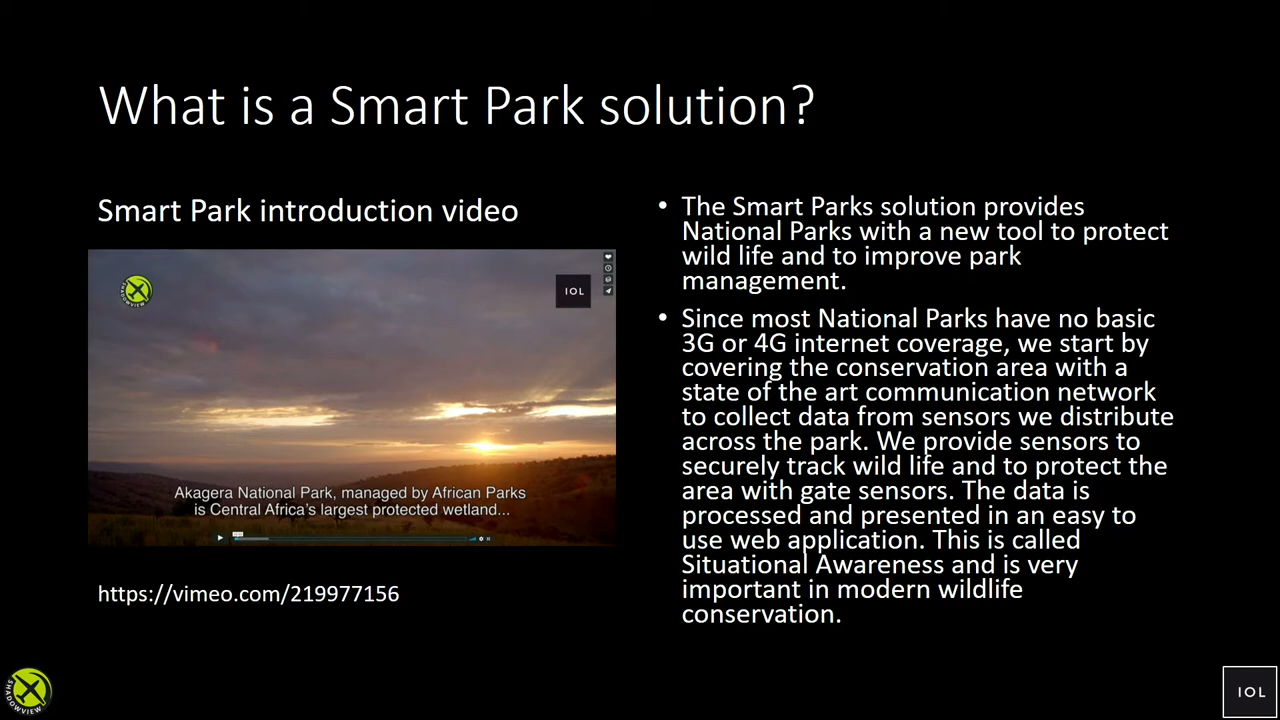 What is a Smart Park solution?
Smart Park introduction video
IOL
Akagera National Park, managed by African Parks
is Central Africa's largest protected wetland...
https://vimeo.com/219977156
• The Smart Parks solution provides
National Parks with a new tool to protect
wild life and to improve park
management.
• Since most National Parks have no basic
3G or 4G internet coverage, we start by
covering the conservation area with a
state of the art communication network
to collect data from sensors we distribute
across the park. We provide sensors to
securely track wild life and to protect the
area with gate sensors. The data is
processed and presented in an easy to
use web application. This is called
Situational Awareness and is very
important in modern wildlife
conservation.
SHADOWVIEW
IOL